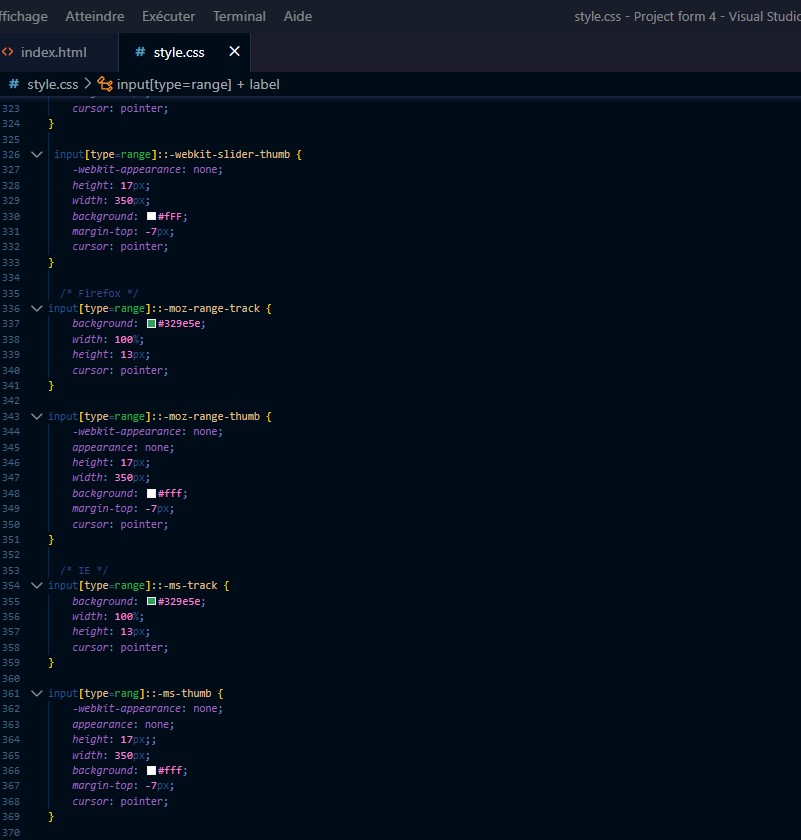 ffichage Atteindre Exécuter Terminal Aide style.css - Project form 4 - Visual Studio
<> index.html # style.css ×
# style.css > input[type=range] + label
323 cursor: pointer;
324 }
325
326 input[type=range]::-webkit-slider-thumb {
327 -webkit-appearance: none;
328 height: 17px;
329 width: 350px;
330 background: #fFF;
331 margin-top: -7px;
332 cursor: pointer;
333 }
334
335 /* Firefox */
336 input[type=range]::-moz-range-track {
337 background: #329e5e;
338 width: 100%;
339 height: 13px;
340 cursor: pointer;
341 }
342
343 input[type=range]::-moz-range-thumb {
344 -webkit-appearance: none;
345 appearance: none;
346 height: 17px;
347 width: 350px;
348 background: #fff;
349 margin-top: -7px;
350 cursor: pointer;
351 }
352
353 /* IE */
354 input[type=range]::-ms-track {
355 background: #329e5e;
356 width: 100%;
357 height: 13px;
358 cursor: pointer;
359 }
360
361 input[type=rang]::-ms-thumb {
362 -webkit-appearance: none;
363 appearance: none;
364 height: 17px;;
365 width: 350px;
366 background: #fff;
367 margin-top: -7px;
368 cursor: pointer;
369 }
370